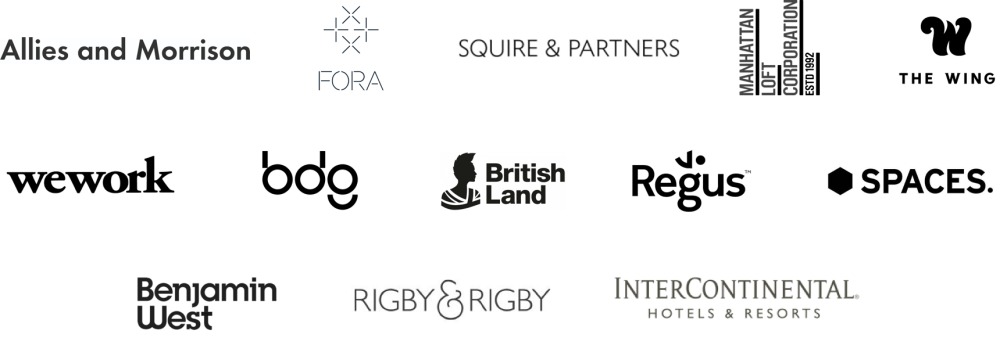 Allies and Morrison
FORA
SQUIRE & PARTNERS
MANHATTAN
LOFT
CORPORATION
ESTD 1992
W
THE WING
wework
bdg
British
Land
Regus™
SPACES.
Benjamin
West
RIGBY & RIGBY
INTERCONTINENTAL®
HOTELS & RESORTS